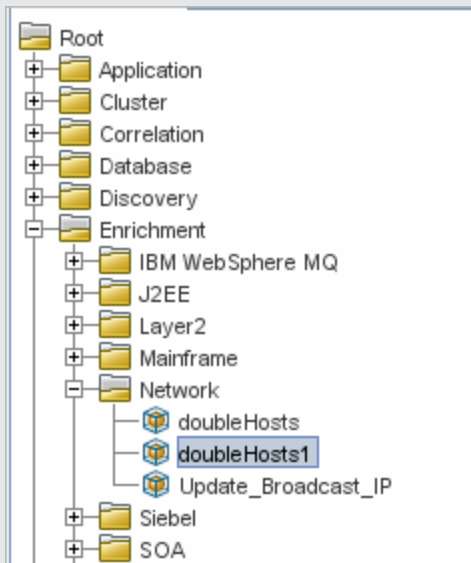 Root
Application
Cluster
Correlation
Database
Discovery
Enrichment
IBM WebSphere MQ
J2EE
Layer2
Mainframe
Network
doubleHosts
doubleHosts1
Update_Broadcast_IP
Siebel
SOA